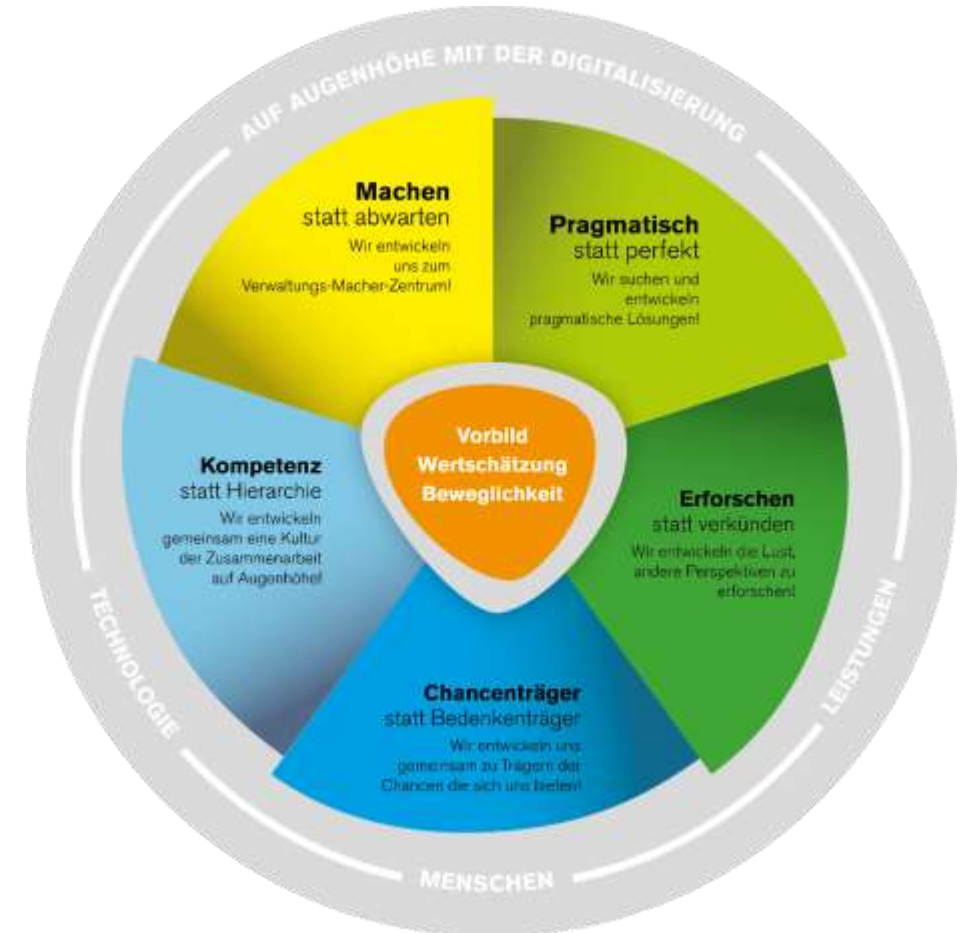 AUF AUGENHÖHE MIT DER DIGITALISIERUNG
Machen
statt abwarten
Wir entwickeln
uns zum
Verwaltungs-Macher-Zentrum!
Pragmatisch
statt perfekt
Wir suchen und
entwickeln
pragmatische Lösungen!
Vorbild
Wertschätzung
Beweglichkeit
Kompetenz
statt Hierarchie
Wir entwickeln
gemeinsam eine Kultur
der Zusammenarbeit
auf Augenhöhe!
Erforschen
statt verkünden
Wir entwickeln die Lust,
andere Perspektiven zu
erforschen!
Chancenträger
statt Bedenkenträger
Wir entwickeln uns
gemeinsam zu Trägern der
Chancen die sich uns bieten!
TECHNOLOGIE
MENSCHEN
LEISTUNGEN